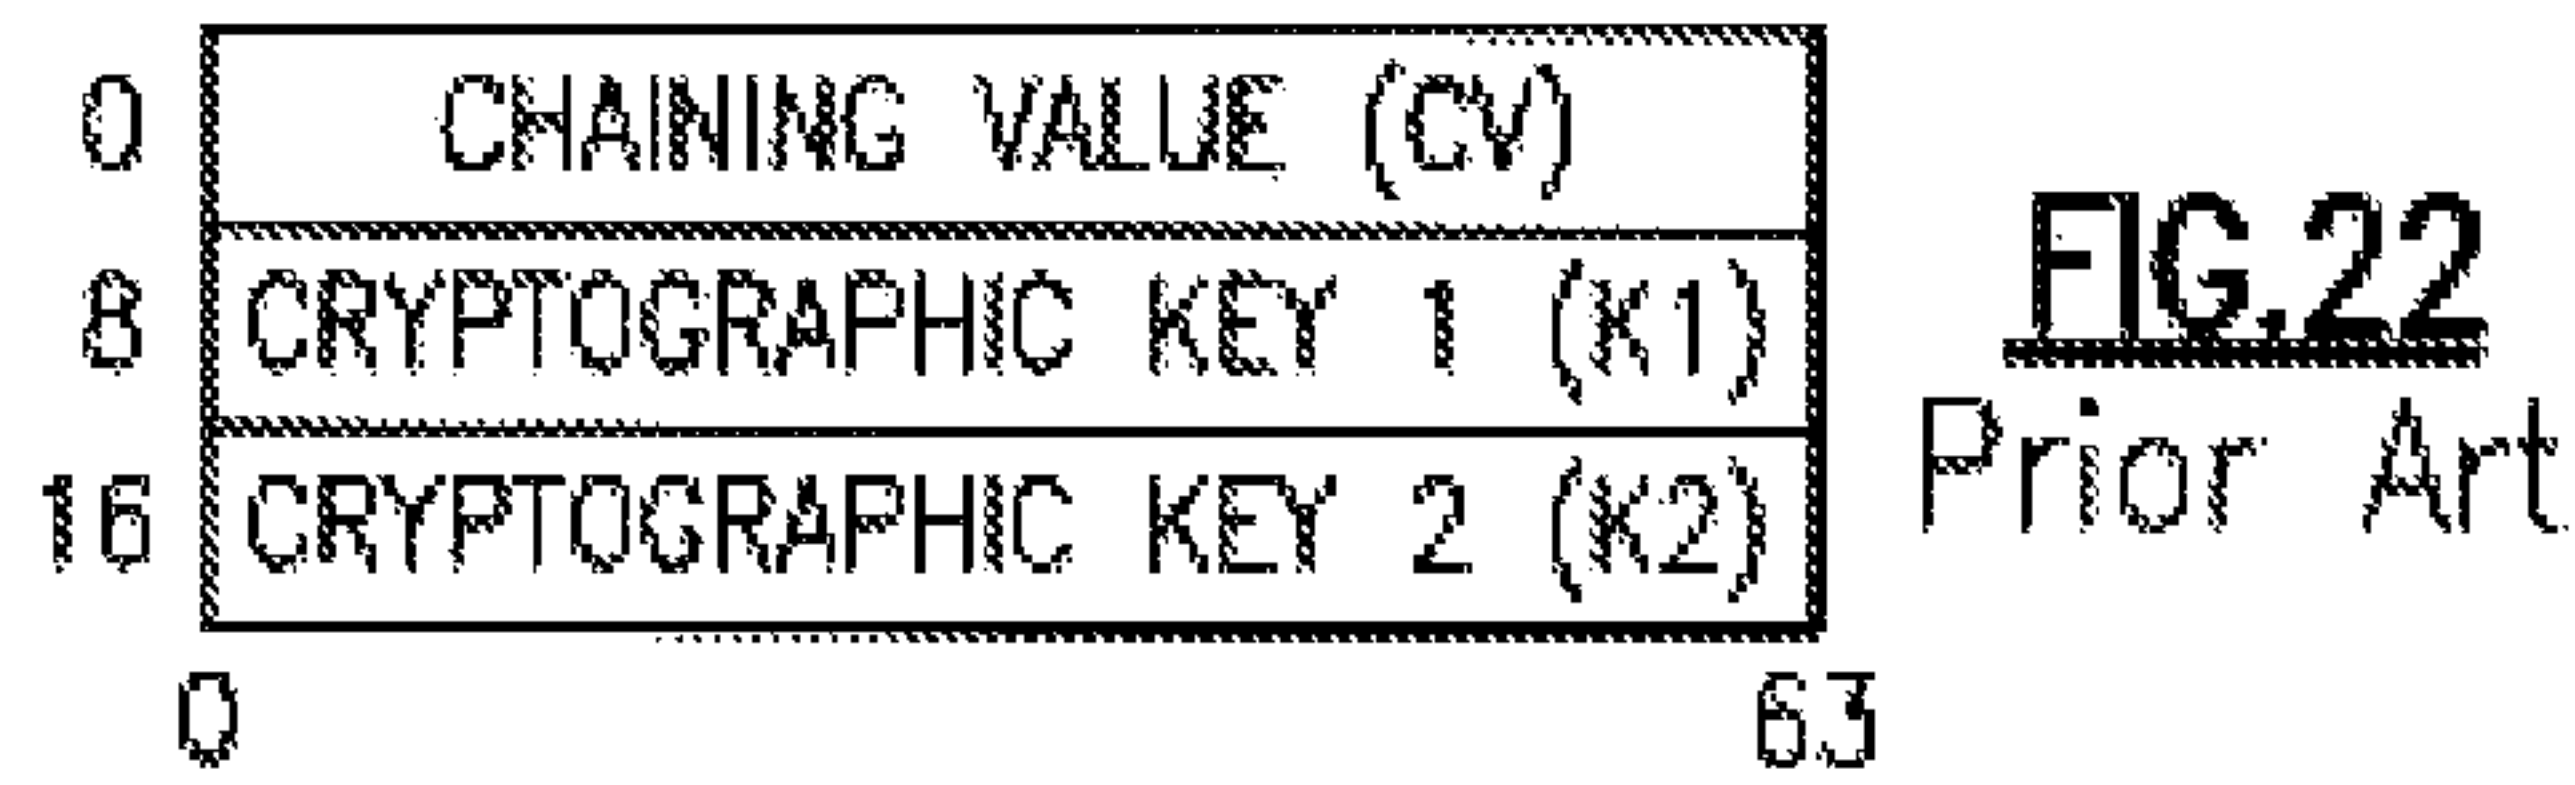 0 CHAINING VALUE (CV)
8 CRYPTOGRAPHIC KEY 1 (K1)
16 CRYPTOGRAPHIC KEY 2 (K2)
0 63
FIG.22
Prior Art